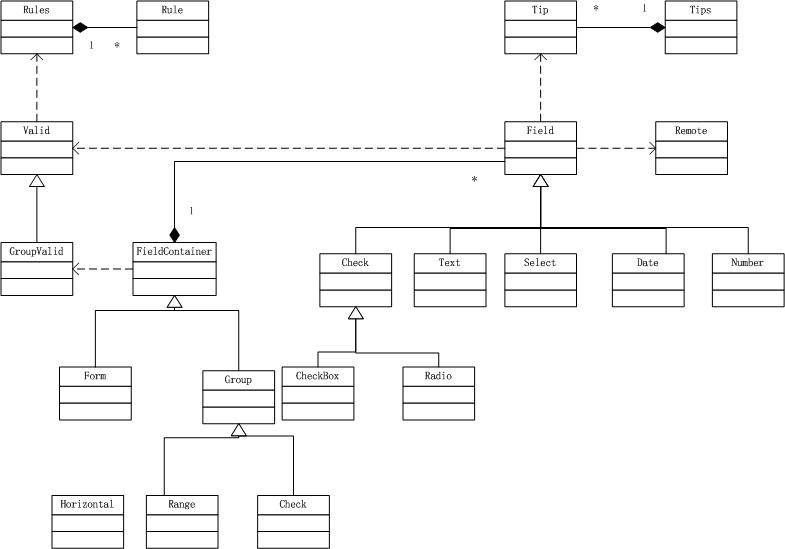 Rules
Rule
Tip
Tips
1
*
*
1
Valid
Field
Remote
*
1
GroupValid
FieldContainer
Check
Text
Select
Date
Number
Form
Group
CheckBox
Radio
Horizontal
Range
Check